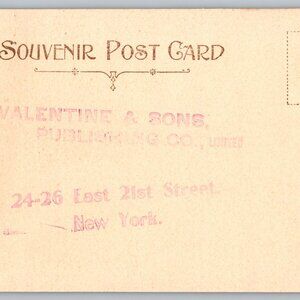 SOUVENIR POST CARD
VALENTINE & SONS,
PUBLISHING CO., LIMITED
24-26 East 21st Street.
New York.